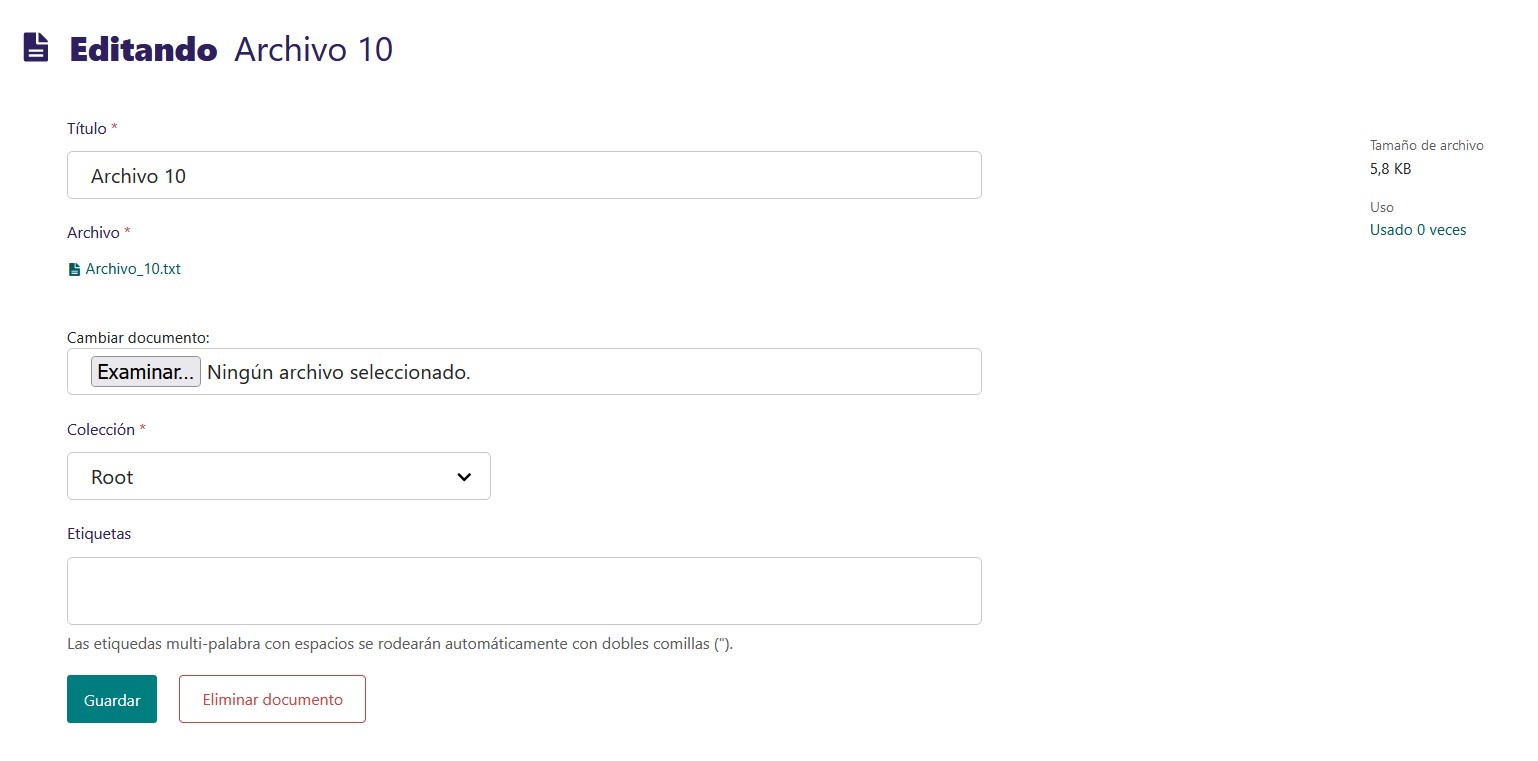 Editando Archivo 10
Título *
Archivo 10
Archivo *
Archivo_10.txt
Cambiar documento:
Examinar... Ningún archivo seleccionado.
Colección *
Root
Etiquetas
Las etiquedas multi-palabra con espacios se rodearán automáticamente con dobles comillas (").
Guardar
Eliminar documento
Tamaño de archivo
5,8 KB
Uso
Usado 0 veces